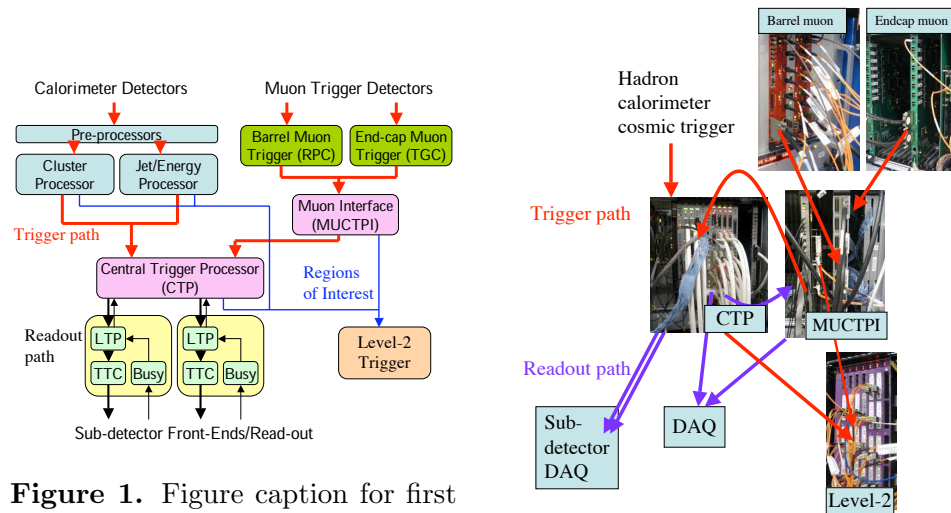 Calorimeter Detectors
Muon Trigger Detectors
Pre-processors
Cluster
Processor
Jet/Energy
Processor
Barrel Muon
Trigger (RPC)
End-cap Muon
Trigger (TGC)
Muon Interface
(MUCTPI)
Trigger path
Central Trigger Processor
(CTP)
Regions
of Interest
Readout
path
LTP
TTC
Busy
LTP
TTC
Busy
Level-2
Trigger
Sub-detector Front-Ends/Read-out
Figure 1. Figure caption for first
Barrel muon
Endcap muon
Hadron
calorimeter
cosmic trigger
Trigger path
CTP
MUCTPI
Readout path
Sub-
detector
DAQ
DAQ
Level-2